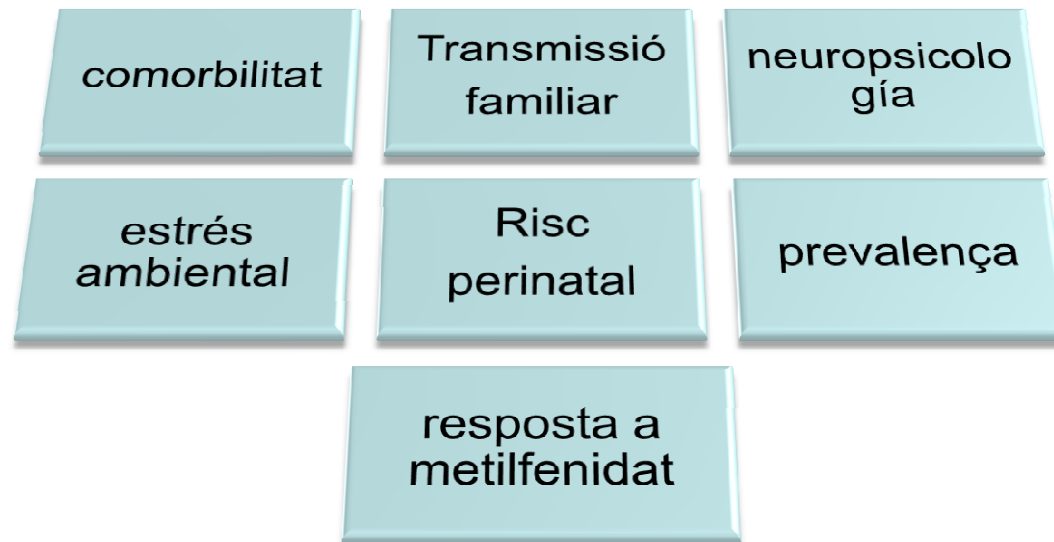 comorbilitat
Transmissió
familiar
neuropsicolo
gía
estrés
ambiental
Risc
perinatal
prevalença
resposta a
metilfenidat